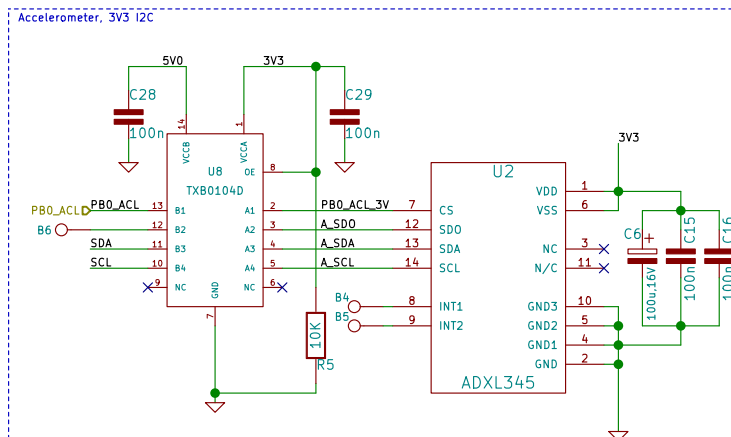 Accelerometer, 3V3 I2C
5V0
3V3
C28
100n
C29
100n
14
VCCB
1
VCCA
U8
TXB0104D
OE
8
PB0_ACL
PB0_ACL
13
B1
A1
2
PB0_ACL_3V
B6
12
B2
A2
3
A_SDO
SDA
11
B3
A3
4
A_SDA
SCL
10
B4
A4
5
A_SCL
9
NC
NC
6
GND
7
10K
R5
U2
7
CS
12
SDO
13
SDA
14
SCL
B4
8
INT1
B5
9
INT2
VDD
1
VSS
6
NC
3
N/C
11
GND3
10
GND2
5
GND1
4
GND
2
ADXL345
3V3
C6
+
100u,16V
C15
100n
C16
100n